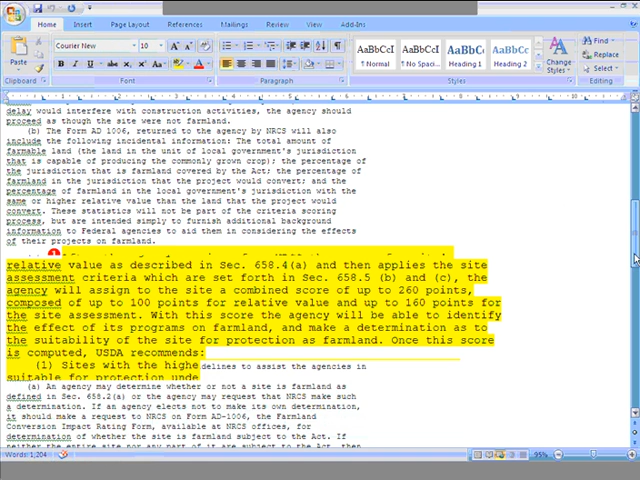 Home Insert Page Layout References Mailings Review View Add-Ins
Courier New 10
Find
Replace
Select
Paste
B I U
AaBbCcI AaBbCcI AaBbC AaBbCc
¶ Normal ¶ No Spaci... Heading 1 Heading 2
Change Styles
Clipboard Font Paragraph Styles Editing
delay would interfere with construction activities, the agency should
proceed as though the site were not farmland.
(b) The Form AD 1006, returned to the agency by NRCS will also
include the following incidental information: The total amount of
farmable land (the land in the unit of local government's jurisdiction
that is capable of producing the commonly grown crop); the percentage of
the jurisdiction that is farmland covered by the Act; the percentage of
farmland in the jurisdiction that the project would convert; and the
percentage of farmland in the local government's jurisdiction with the
same or higher relative value than the land that the project would
convert. These statistics will not be part of the criteria scoring
process, but are intended simply to furnish additional background
information to Federal agencies to aid them in considering the effects
of their projects on farmland.
relative value as described in Sec. 658.4(a) and then applies the site
assessment criteria which are set forth in Sec. 658.5 (b) and (c), the
agency will assign to the site a combined score of up to 260 points,
composed of up to 100 points for relative value and up to 160 points for
the site assessment. With this score the agency will be able to identify
the effect of its programs on farmland, and make a determination as to
the suitability of the site for protection as farmland. Once this score
is computed, USDA recommends:
(1) Sites with the highe
delines to assist the agencies in
suitable for protection unde
(a) An agency may determine whether or not a site is farmland as
defined in Sec. 658.2(a) or the agency may request that NRCS make such
a determination. If an agency elects not to make its own determination,
it should make a request to NRCS on Form AD-1006, the Farmland
Conversion Impact Rating Form, available at NRCS offices, for
determination of whether the site is farmland subject to the Act. If
neither the entire site nor any part of it are subject to the Act, then
Words: 1,204
95%